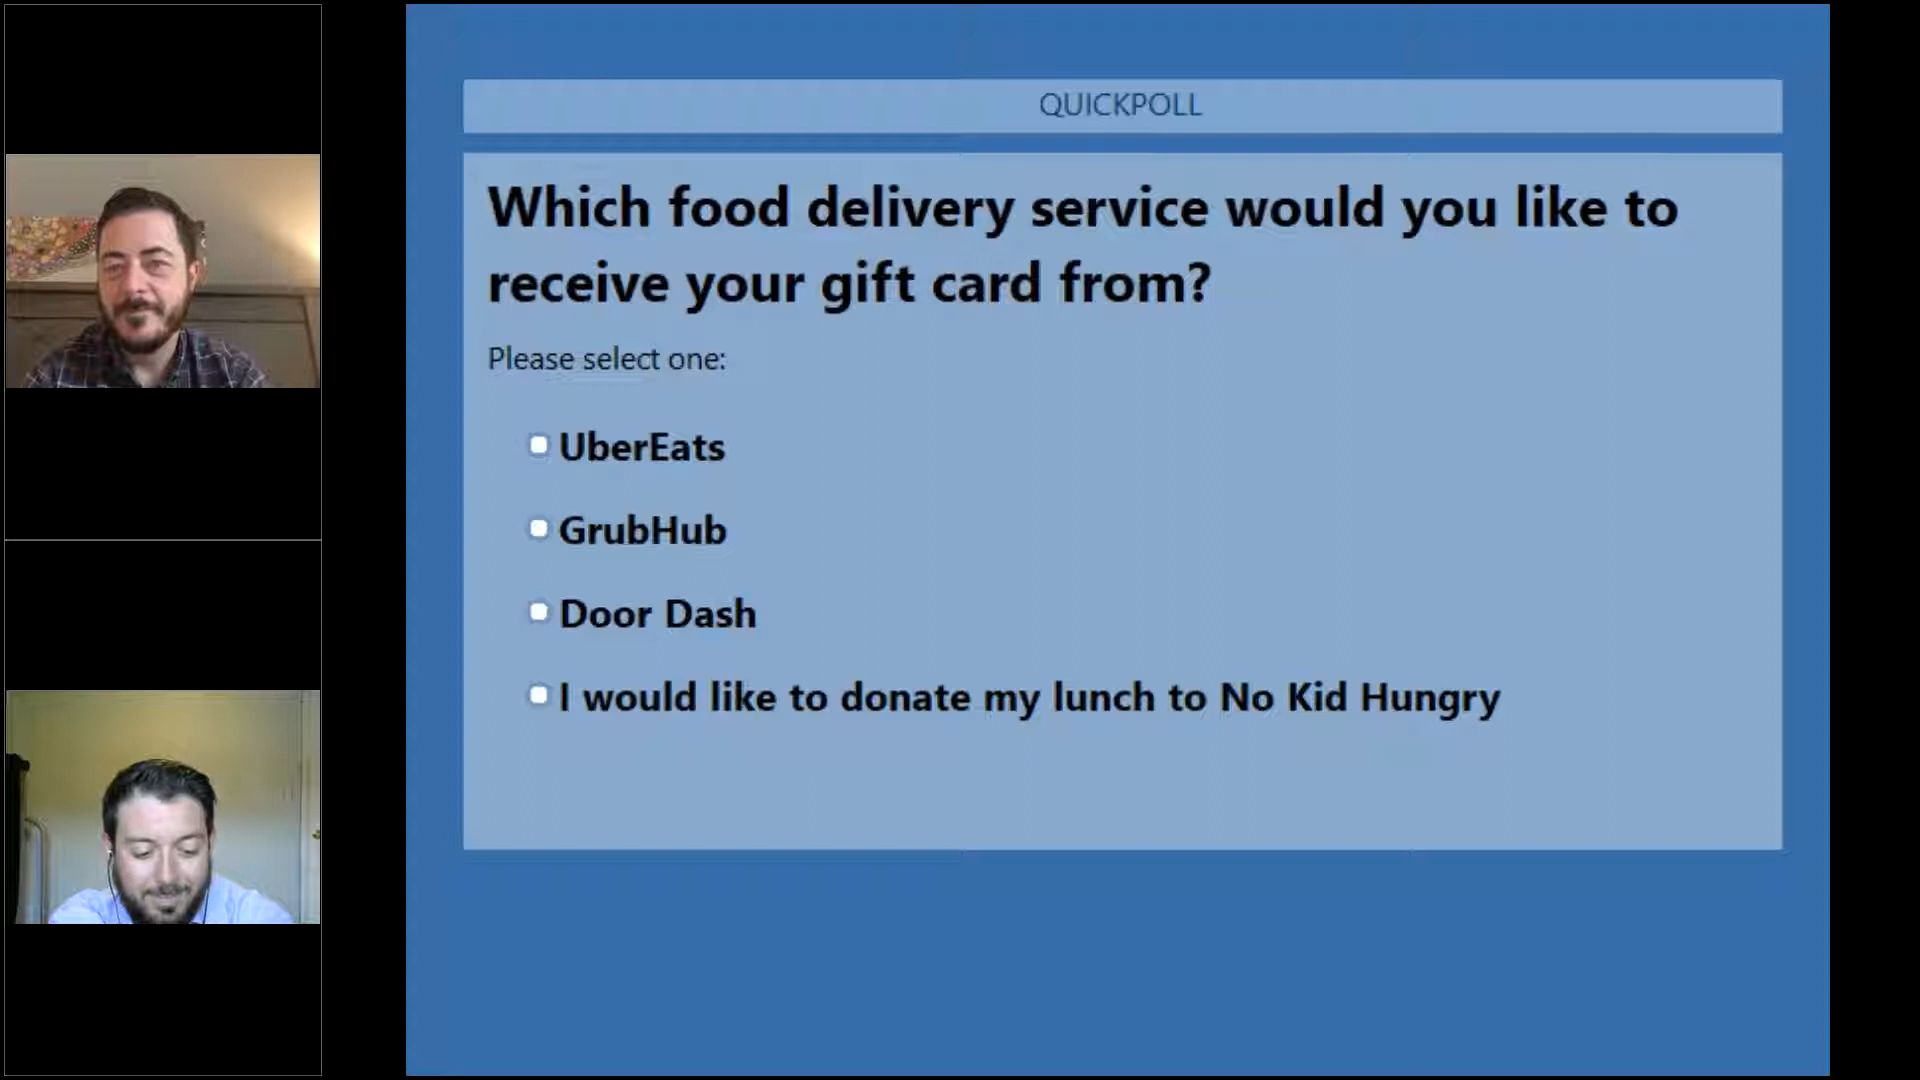 QUICKPOLL
Which food delivery service would you like to
receive your gift card from?
Please select one:
UberEats
GrubHub
Door Dash
I would like to donate my lunch to No Kid Hungry